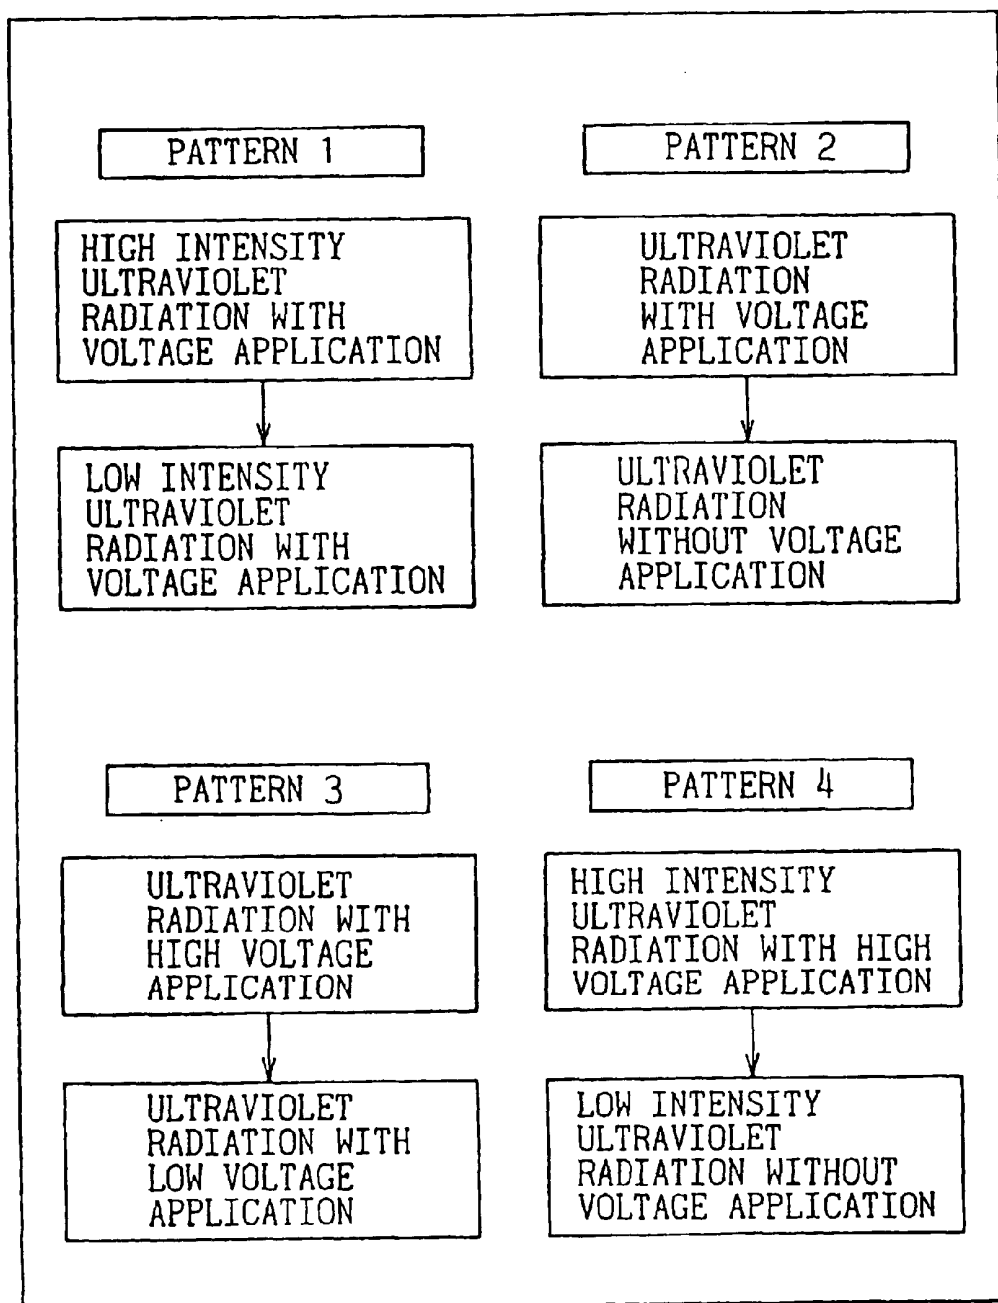 PATTERN 1
HIGH INTENSITY
ULTRAVIOLET
RADIATION WITH
VOLTAGE APPLICATION
LOW INTENSITY
ULTRAVIOLET
RADIATION WITH
VOLTAGE APPLICATION
PATTERN 2
ULTRAVIOLET
RADIATION
WITH VOLTAGE
APPLICATION
ULTRAVIOLET
RADIATION
WITHOUT VOLTAGE
APPLICATION
PATTERN 3
ULTRAVIOLET
RADIATION WITH
HIGH VOLTAGE
APPLICATION
ULTRAVIOLET
RADIATION WITH
LOW VOLTAGE
APPLICATION
PATTERN 4
HIGH INTENSITY
ULTRAVIOLET
RADIATION WITH HIGH
VOLTAGE APPLICATION
LOW INTENSITY
ULTRAVIOLET
RADIATION WITHOUT
VOLTAGE APPLICATION